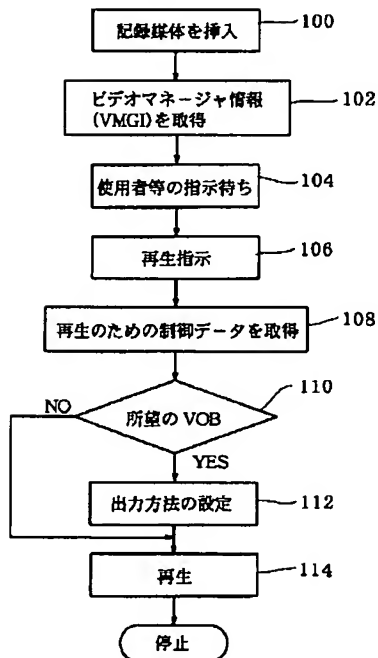 記録媒体を挿入
100
ビデオマネージャ情報
(VMGI)を取得
102
使用者等の指示待ち
104
再生指示
106
再生のための制御データを取得
108
所望の VOB
110
NO
YES
出力方法の設定
112
再生
114
停止